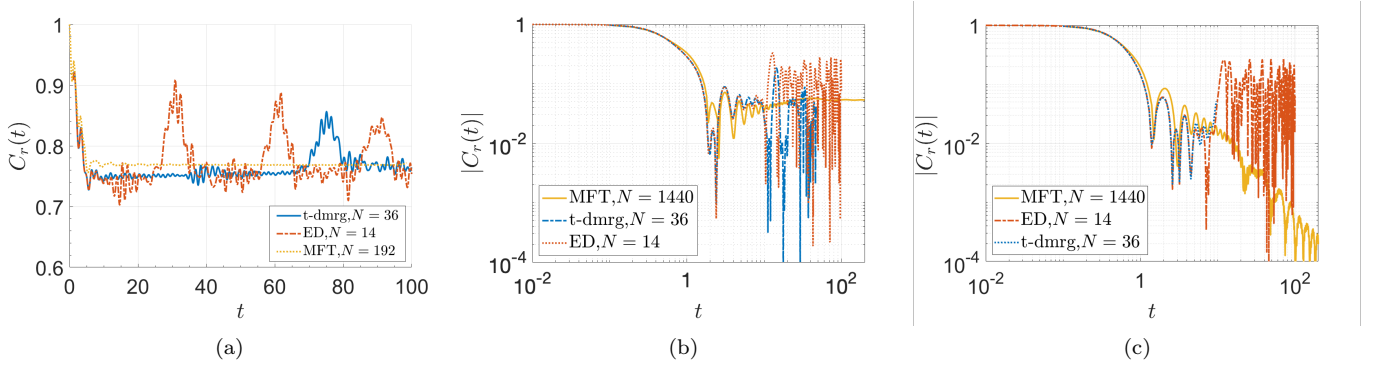 1
0.9
0.8
0.7
0.6
C_r(t)
0 20 40 60 80 100
t
t-dmrg,N = 36
ED,N = 14
MFT,N = 192
(a)
1
10^-2
10^-4
|C_r(t)|
10^-2 1 10^2
t
MFT,N = 1440
t-dmrg,N = 36
ED,N = 14
(b)
1
10^-2
10^-4
|C_r(t)|
10^-2 1 10^2
t
MFT,N = 1440
ED,N = 14
t-dmrg,N = 36
(c)